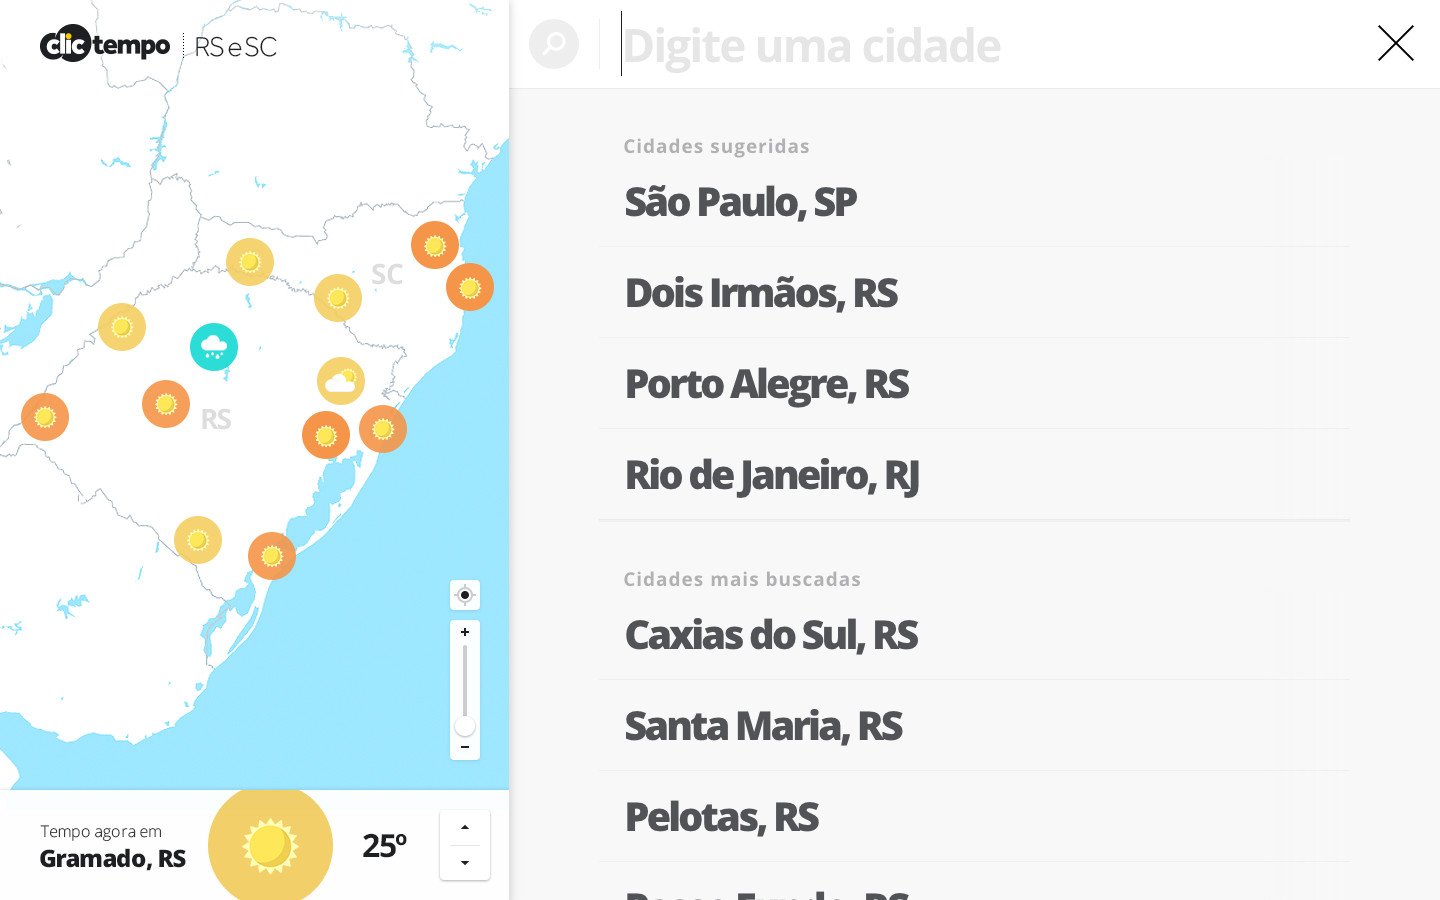 clictempo RS e SC
SC
RS
Tempo agora em
Gramado, RS
25º
Digite uma cidade
Cidades sugeridas
São Paulo, SP
Dois Irmãos, RS
Porto Alegre, RS
Rio de Janeiro, RJ
Cidades mais buscadas
Caxias do Sul, RS
Santa Maria, RS
Pelotas, RS